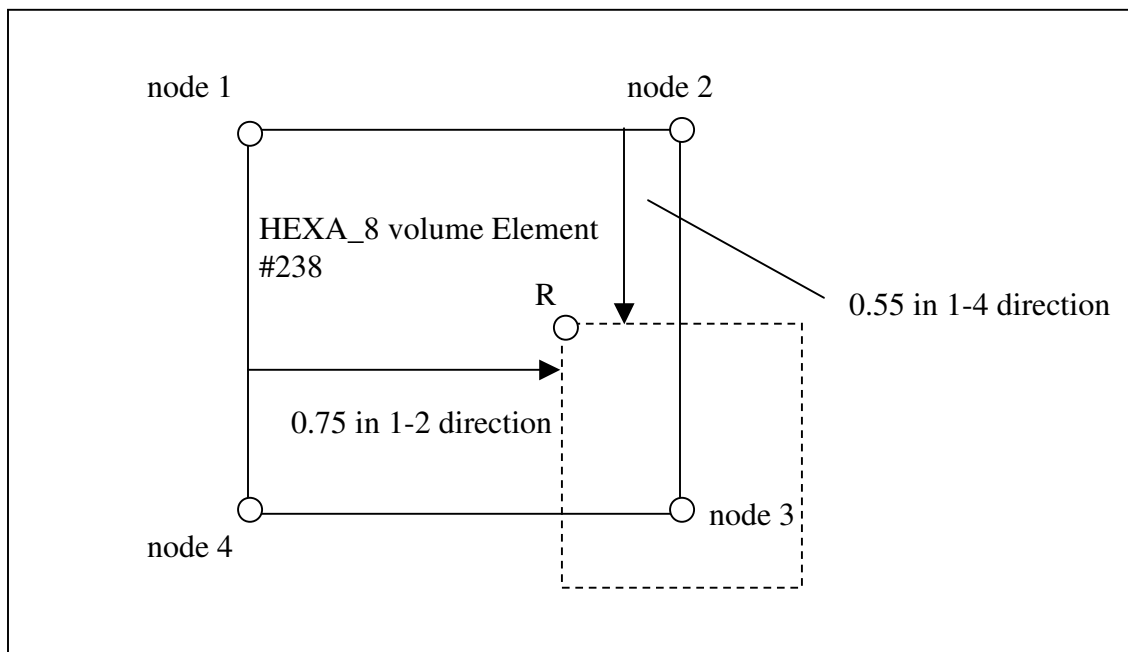 node 1
node 2
HEXA_8 volume Element
#238
R
0.55 in 1-4 direction
0.75 in 1-2 direction
node 3
node 4